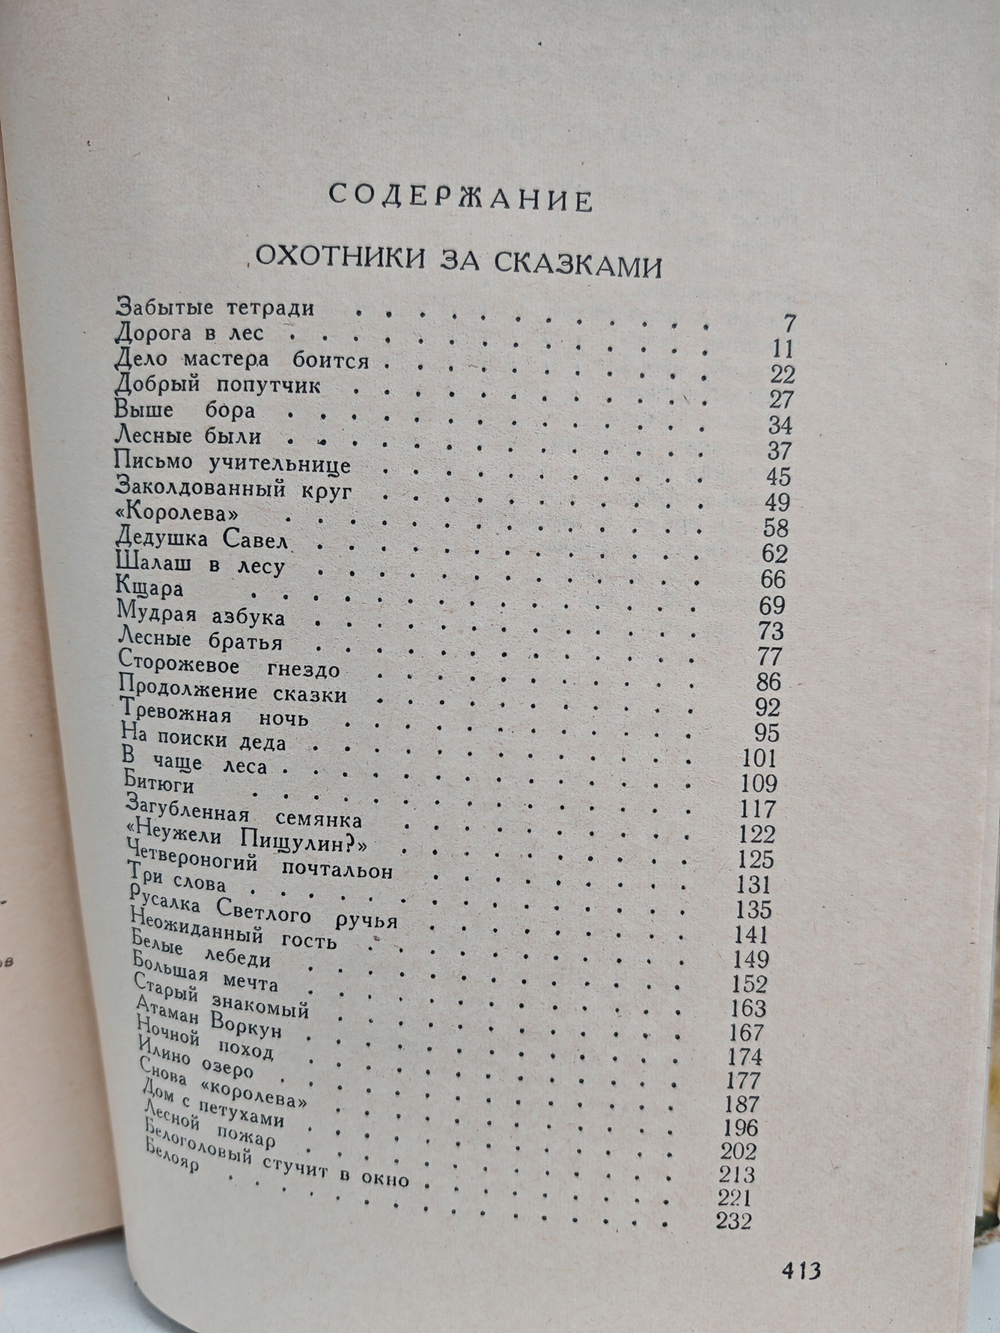 СОДЕРЖАНИЕ
ОХОТНИКИ ЗА СКАЗКАМИ
Забытые тетради . . . . . . . . . . . . 7
Дорога в лес . . . . . . . . . . . . . 11
Дело мастера боится . . . . . . . . . . . 22
Добрый попутчик . . . . . . . . . . . . 27
Выше бора . . . . . . . . . . . . . . 34
Лесные были . . . . . . . . . . . . . 37
Письмо учительнице . . . . . . . . . . . 45
Заколдованный круг . . . . . . . . . . . 49
«Королева» . . . . . . . . . . . . . . 58
Дедушка Савел . . . . . . . . . . . . . 62
Шалаш в лесу . . . . . . . . . . . . . 66
Кщара . . . . . . . . . . . . . . . 69
Мудрая азбука . . . . . . . . . . . . . 73
Лесные братья . . . . . . . . . . . . . 77
Сторожевое гнездо . . . . . . . . . . . 86
Продолжение сказки . . . . . . . . . . . 92
Тревожная ночь . . . . . . . . . . . . 95
На поиски деда . . . . . . . . . . . . . 101
В чаще леса . . . . . . . . . . . . . . 109
Битюги . . . . . . . . . . . . . . . 117
Загубленная семянка . . . . . . . . . . 122
«Неужели Пищулин?» . . . . . . . . . . 125
Четвероногий почтальон . . . . . . . . . 131
Три слова . . . . . . . . . . . . . . . 135
Русалка Светлого ручья . . . . . . . . . 141
Неожиданный гость . . . . . . . . . . . 149
Белые лебеди . . . . . . . . . . . . . 152
Большая мечта . . . . . . . . . . . . . 163
Старый знакомый . . . . . . . . . . . . 167
Атаман Воркун . . . . . . . . . . . . . 174
Ночной поход . . . . . . . . . . . . . 177
Илино озеро . . . . . . . . . . . . . . 187
Снова «королева» . . . . . . . . . . . . 196
Дом с петухами . . . . . . . . . . . . . 202
Лесной пожар . . . . . . . . . . . . . 213
Белоголовый стучит в окно . . . . . . . . . 221
Белояр . . . . . . . . . . . . . . . 232
413